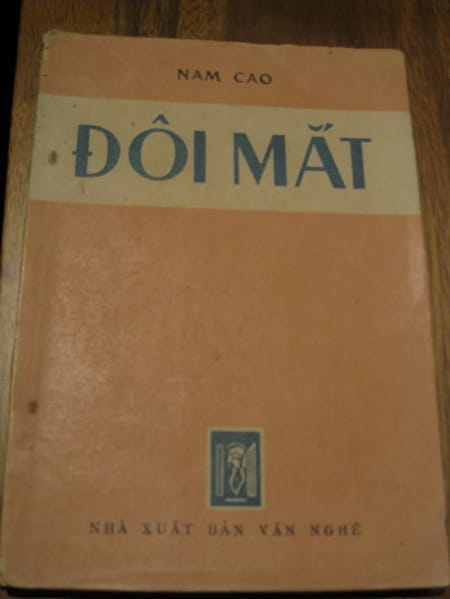 NAM CAO
ĐÔI MẮT
NHÀ XUẤT BẢN VĂN NGHỆ